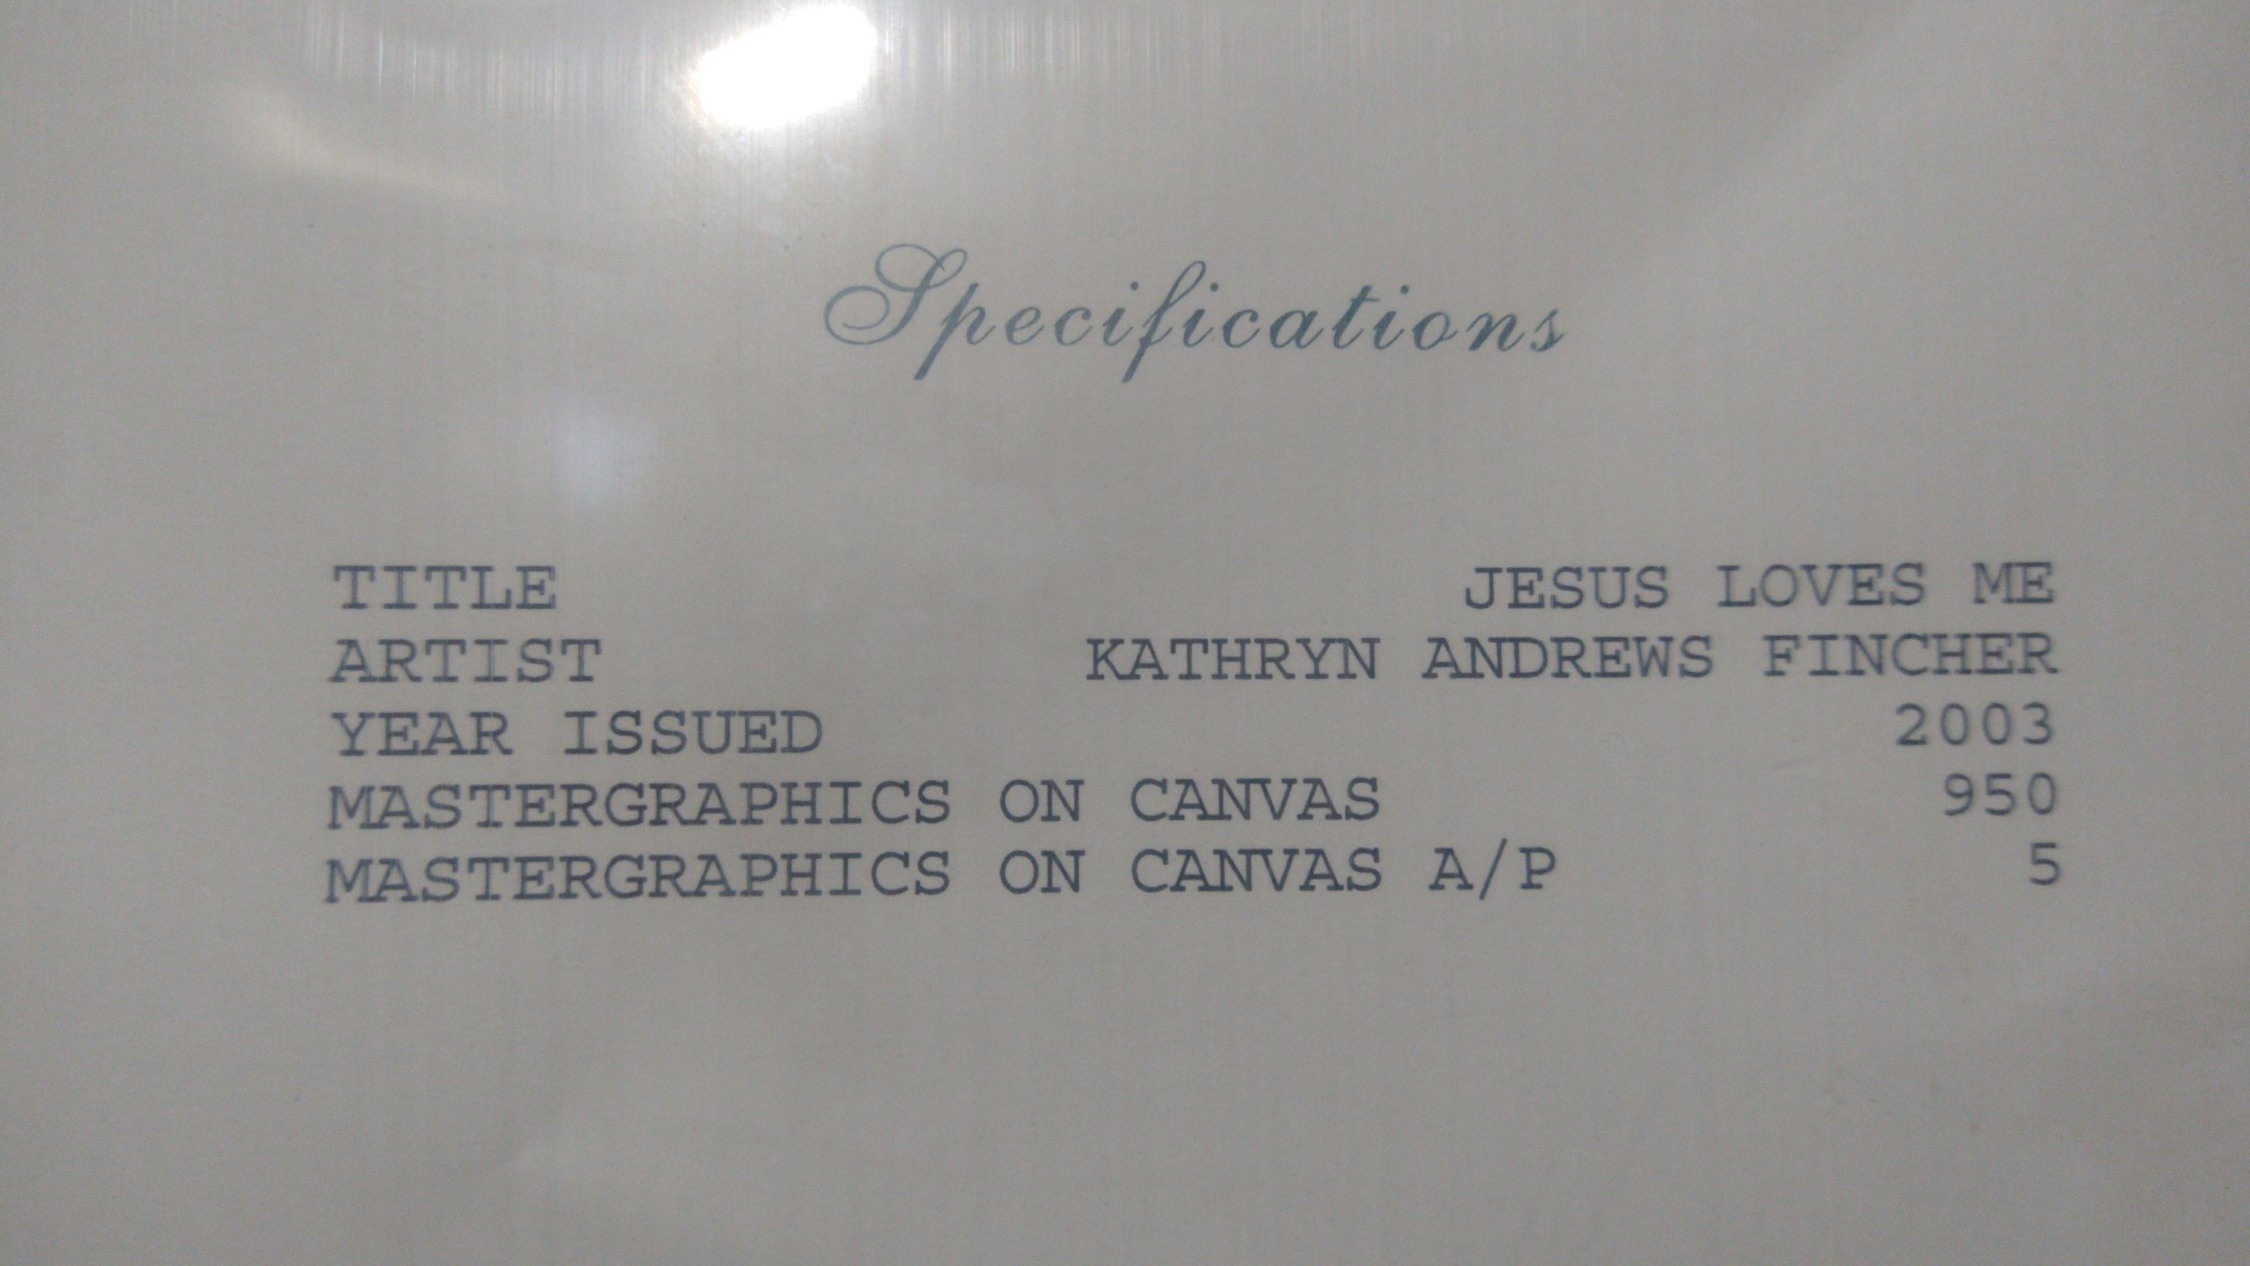 Specifications
TITLE JESUS LOVES ME
ARTIST KATHRYN ANDREWS FINCHER
YEAR ISSUED 2003
MASTERGRAPHICS ON CANVAS 950
MASTERGRAPHICS ON CANVAS A/P 5